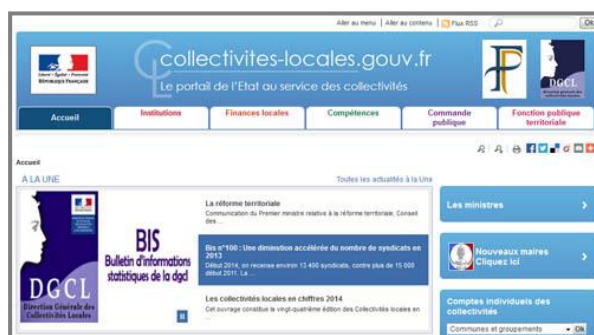 Aller au menu | Aller au contenu | Flux RSS
Ok
Liberté • Égalité • Fraternité
RÉPUBLIQUE FRANÇAISE
collectivites-locales.gouv.fr
Le portail de l'Etat au service des collectivités
DGCL
Accueil
Institutions
Finances locales
Compétences
Commande publique
Fonction publique territoriale
Accueil
A LA UNE
Toutes les actualités à la Une
DGCL
Direction Générale des
Collectivités Locales
BIS
Bulletin d'informations
statistiques de la dgcl
La réforme territoriale
Communication du Premier ministre relative à la réforme territoriale, Conseil
des ...
Bis n°100 : Une diminution accélérée du nombre de syndicats en
2013
Début 2014, on recense environ 13 400 syndicats, contre plus de 15 000
début 2011. La ...
Les collectivités locales en chiffres 2014
Cet ouvrage constitue la vingt-quatrième édition des Collectivités locales en
...
Les ministres
Nouveaux maires
Cliquez ici
Comptes individuels des
collectivités
Communes et groupements
Ok